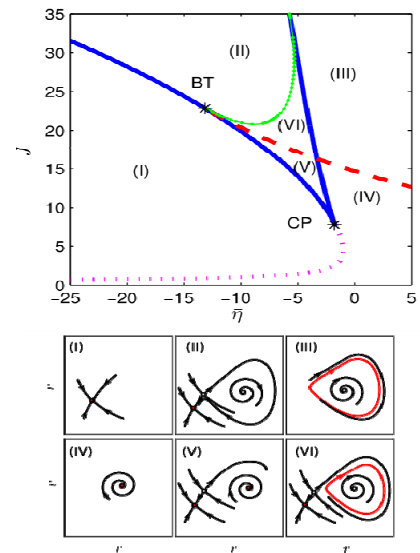 35
30
25
20
15
10
5
0
J
(II)
(III)
BT
(VI)
(I)
(V)
(IV)
CP
-25 -20 -15 -10 -5 0 5
η̄
(I) (II) (III)
v
(IV) (V) (VI)
v
r r r